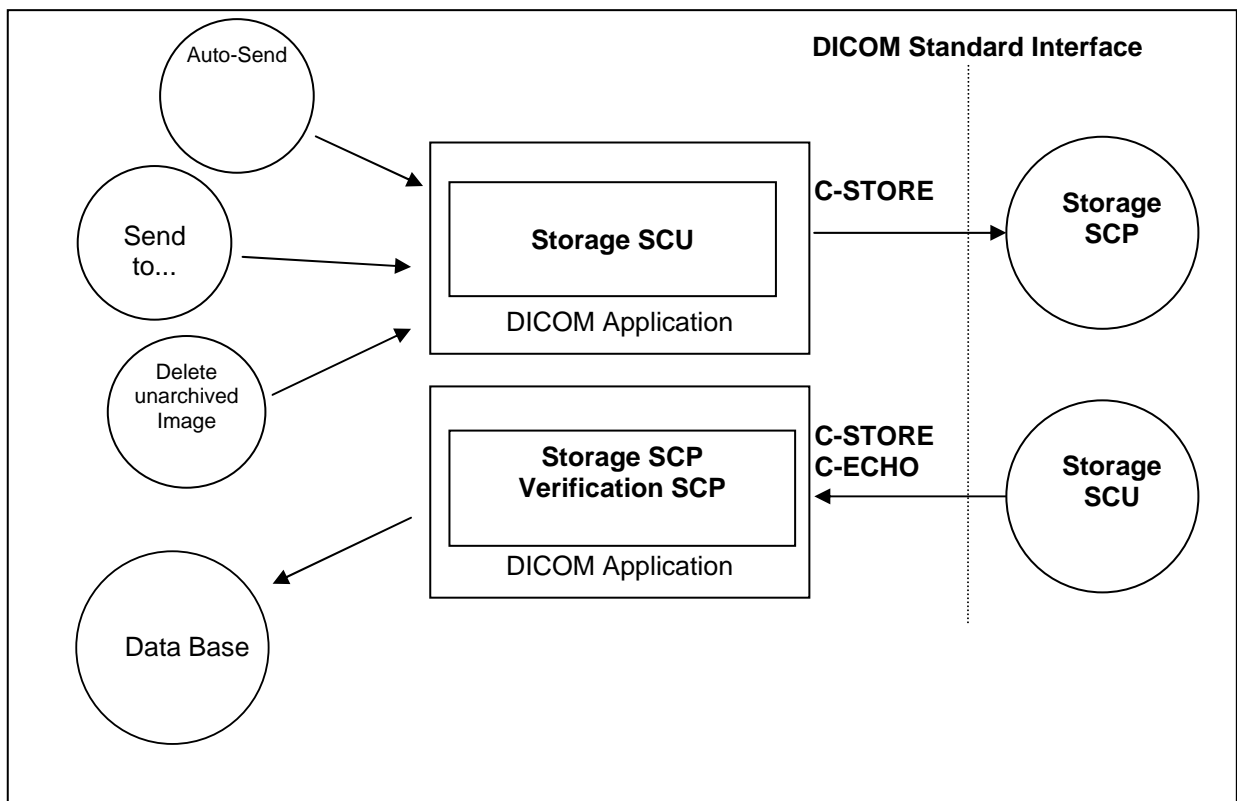 Auto-Send
DICOM Standard Interface
Send
to...
Storage SCU
DICOM Application
C-STORE
Storage
SCP
Delete
unarchived
Image
Storage SCP
Verification SCP
DICOM Application
C-STORE
C-ECHO
Storage
SCU
Data Base